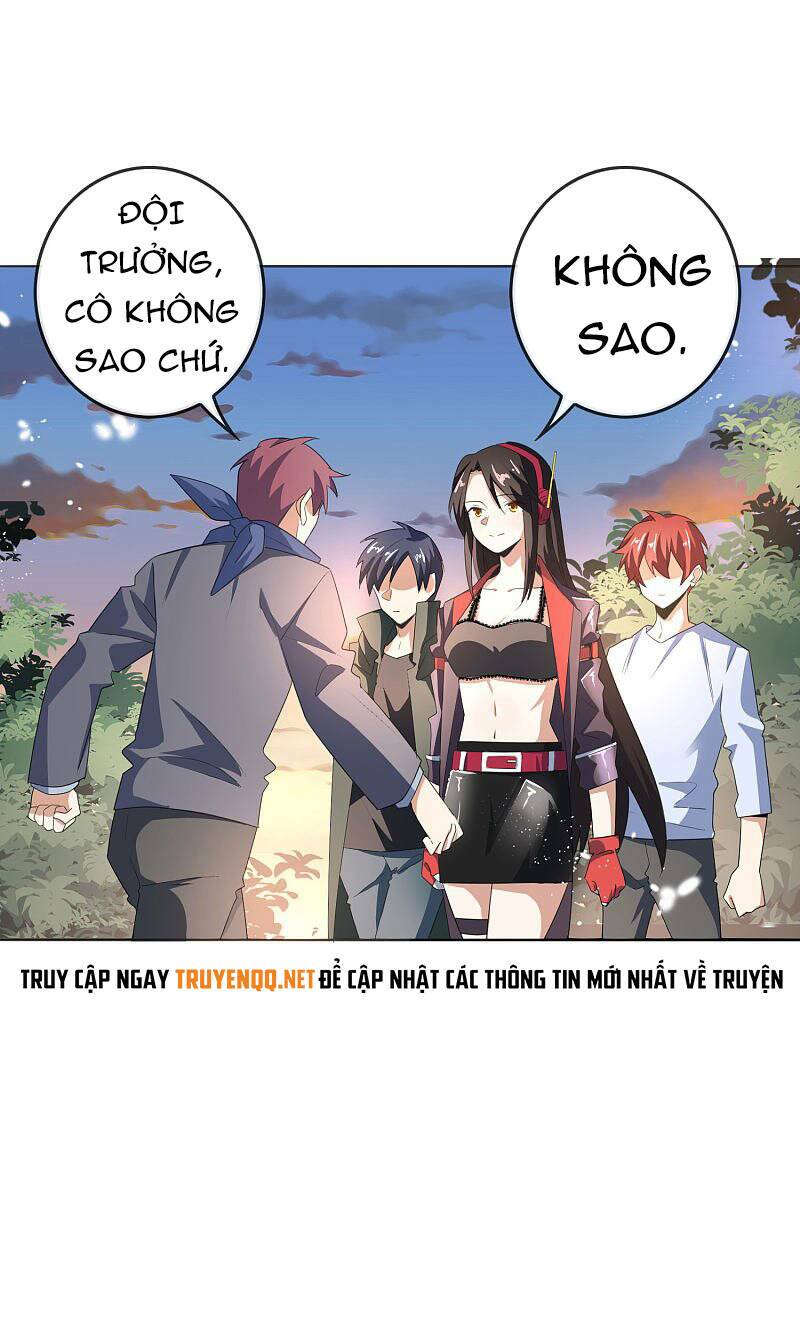 ĐỘI
TRƯỞNG,
CÔ KHÔNG
SAO CHỨ.
KHÔNG
SAO.
TRUY CẬP NGAY TRUYENQQ.NET ĐỂ CẬP NHẬT CÁC THÔNG TIN MỚI NHẤT VỀ TRUYỆN